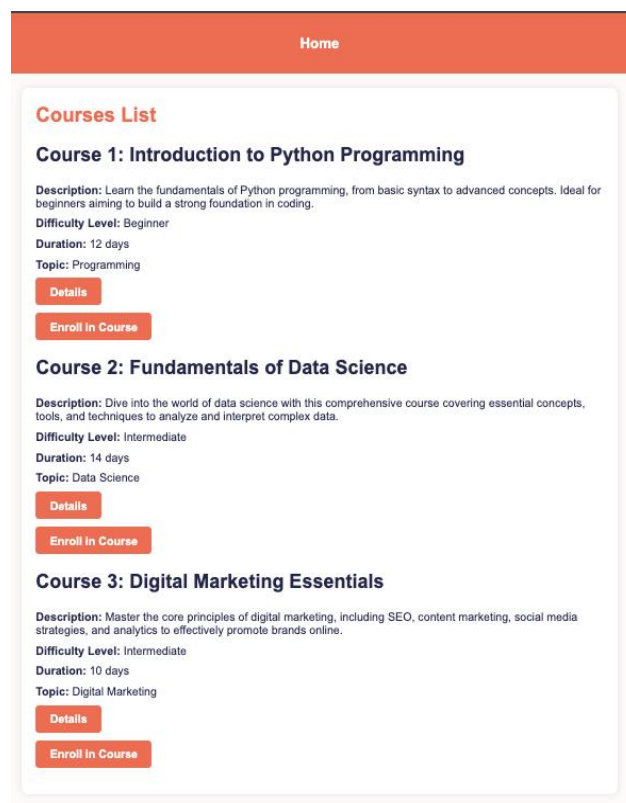 Home
Courses List
Course 1: Introduction to Python Programming
Description: Learn the fundamentals of Python programming, from basic syntax to advanced concepts. Ideal for
beginners aiming to build a strong foundation in coding.
Difficulty Level: Beginner
Duration: 12 days
Topic: Programming
Details
Enroll in Course
Course 2: Fundamentals of Data Science
Description: Dive into the world of data science with this comprehensive course covering essential concepts,
tools, and techniques to analyze and interpret complex data.
Difficulty Level: Intermediate
Duration: 14 days
Topic: Data Science
Details
Enroll in Course
Course 3: Digital Marketing Essentials
Description: Master the core principles of digital marketing, including SEO, content marketing, social media
strategies, and analytics to effectively promote brands online.
Difficulty Level: Intermediate
Duration: 10 days
Topic: Digital Marketing
Details
Enroll in Course